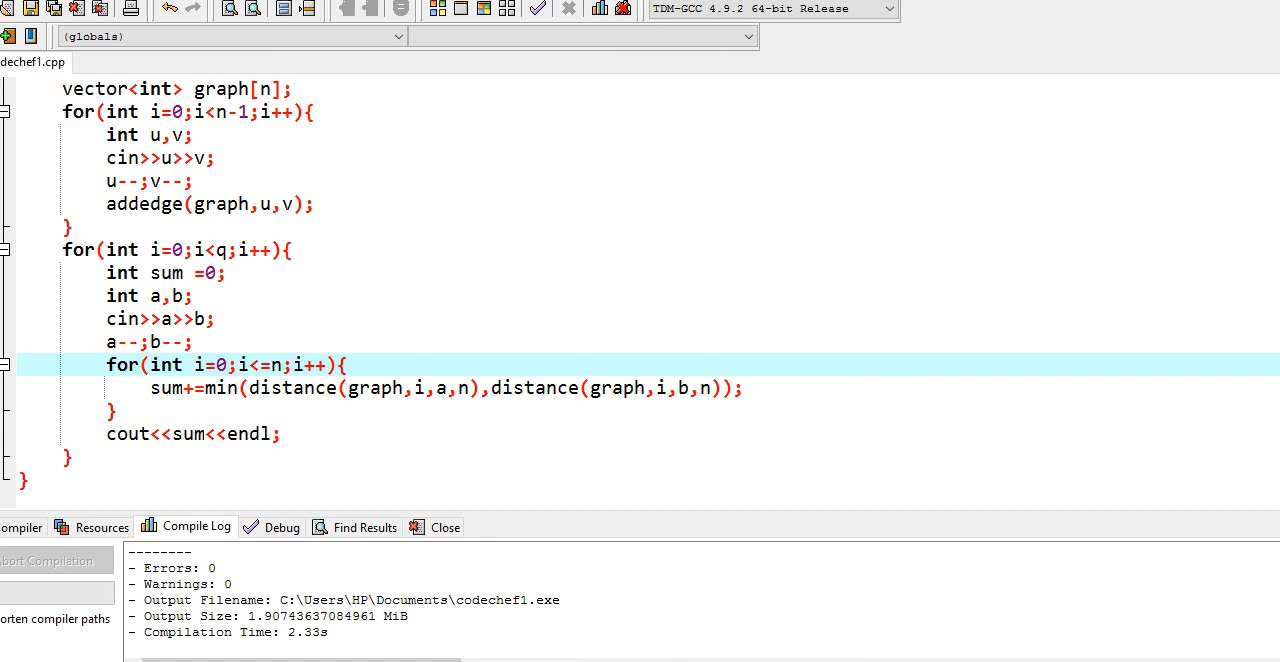 TDM-GCC 4.9.2 64-bit Release
(globals)
dechef1.cpp
vector<int> graph[n];
for(int i=0;i<n-1;i++){
int u,v;
cin>>u>>v;
u--;v--;
addedge(graph,u,v);
}
for(int i=0;i<q;i++){
int sum =0;
int a,b;
cin>>a>>b;
a--;b--;
for(int i=0;i<=n;i++){
sum+=min(distance(graph,i,a,n),distance(graph,i,b,n));
}
cout<<sum<<endl;
}
}
ompiler Resources Compile Log Debug Find Results Close
bort Compilation
orten compiler paths
--------
- Errors: 0
- Warnings: 0
- Output Filename: C:\Users\HP\Documents\codechef1.exe
- Output Size: 1.90743637084961 MiB
- Compilation Time: 2.33s